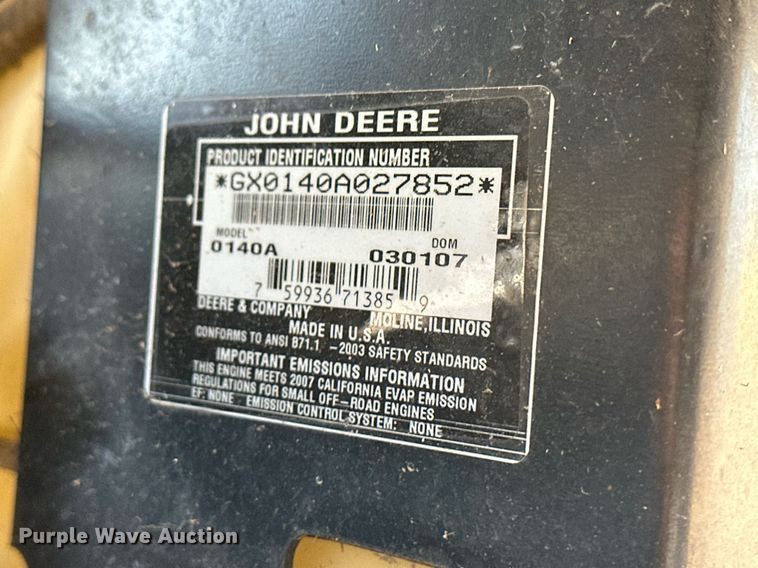 JOHN DEERE
PRODUCT IDENTIFICATION NUMBER
*GX0140A027852*
MODEL DOM
0140A 030107
7 59936 71385 9
DEERE & COMPANY MOLINE, ILLINOIS
MADE IN U.S.A.
CONFORMS TO ANSI B71.1 -2003 SAFETY STANDARDS
IMPORTANT EMISSIONS INFORMATION
THIS ENGINE MEETS 2007 CALIFORNIA EVAP EMISSION
REGULATIONS FOR SMALL OFF-ROAD ENGINES
EF: NONE EMISSION CONTROL SYSTEM: NONE
Purple Wave Auction